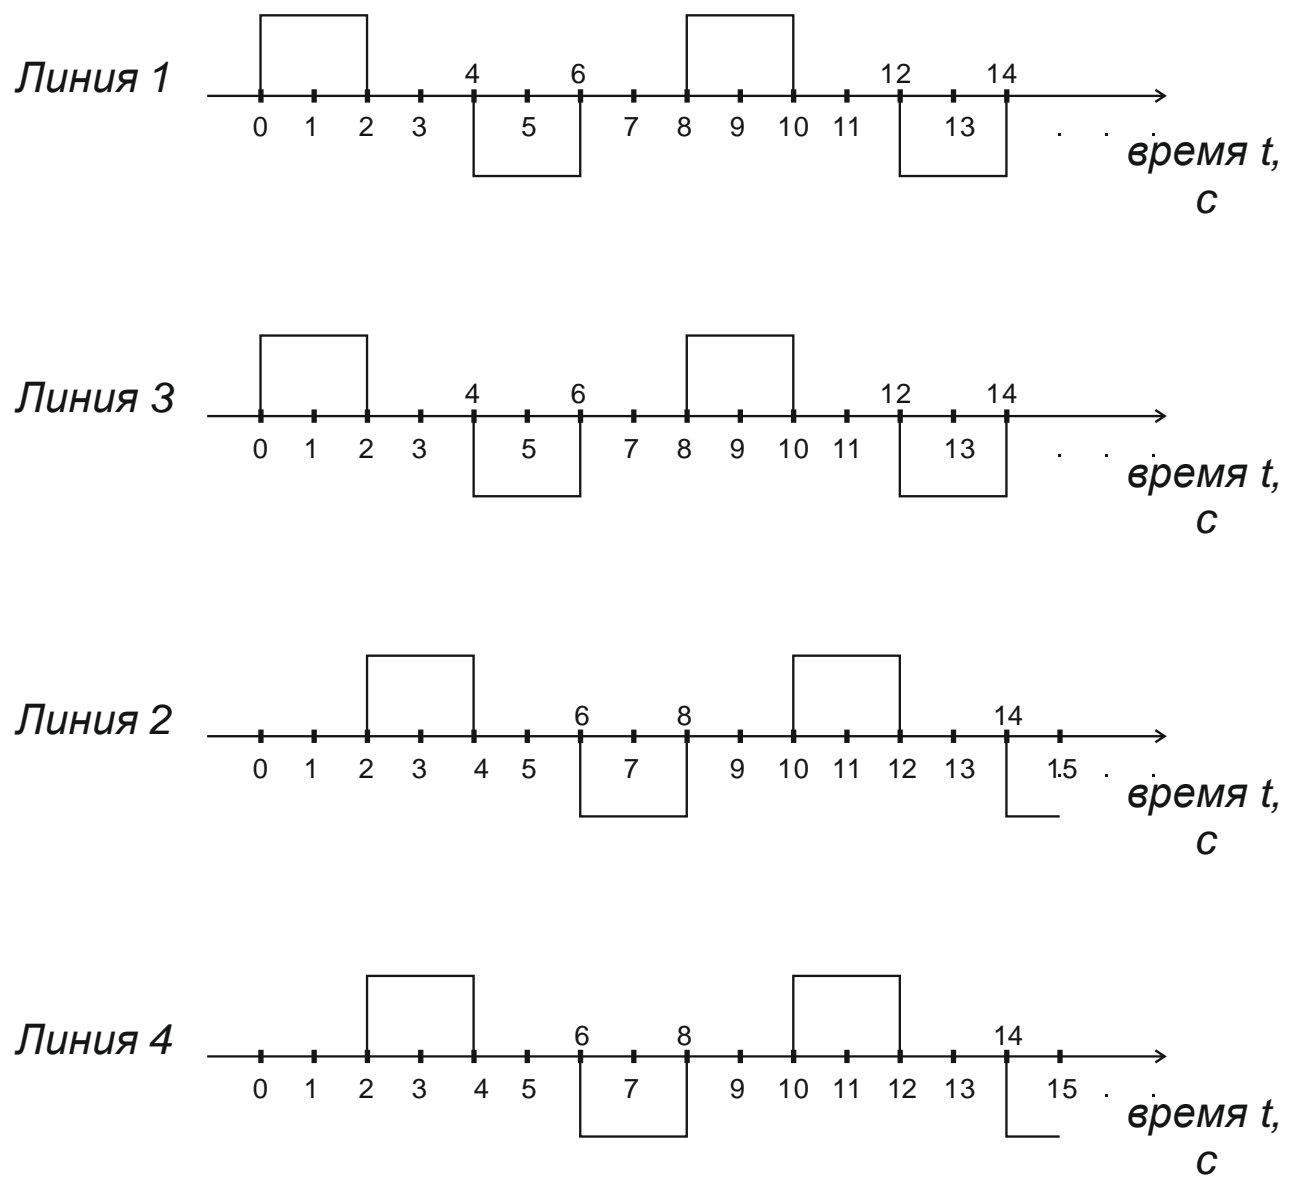 4 6 12 14
Линия 1
0 1 2 3 5 7 8 9 10 11 13 . . .
время t,
с
4 6 12 14
Линия 3
0 1 2 3 5 7 8 9 10 11 13 . . .
время t,
с
6 8 14
Линия 2
0 1 2 3 4 5 7 9 10 11 12 13 15 . . .
время t,
с
6 8 14
Линия 4
0 1 2 3 4 5 7 9 10 11 12 13 15 . .
время t,
с